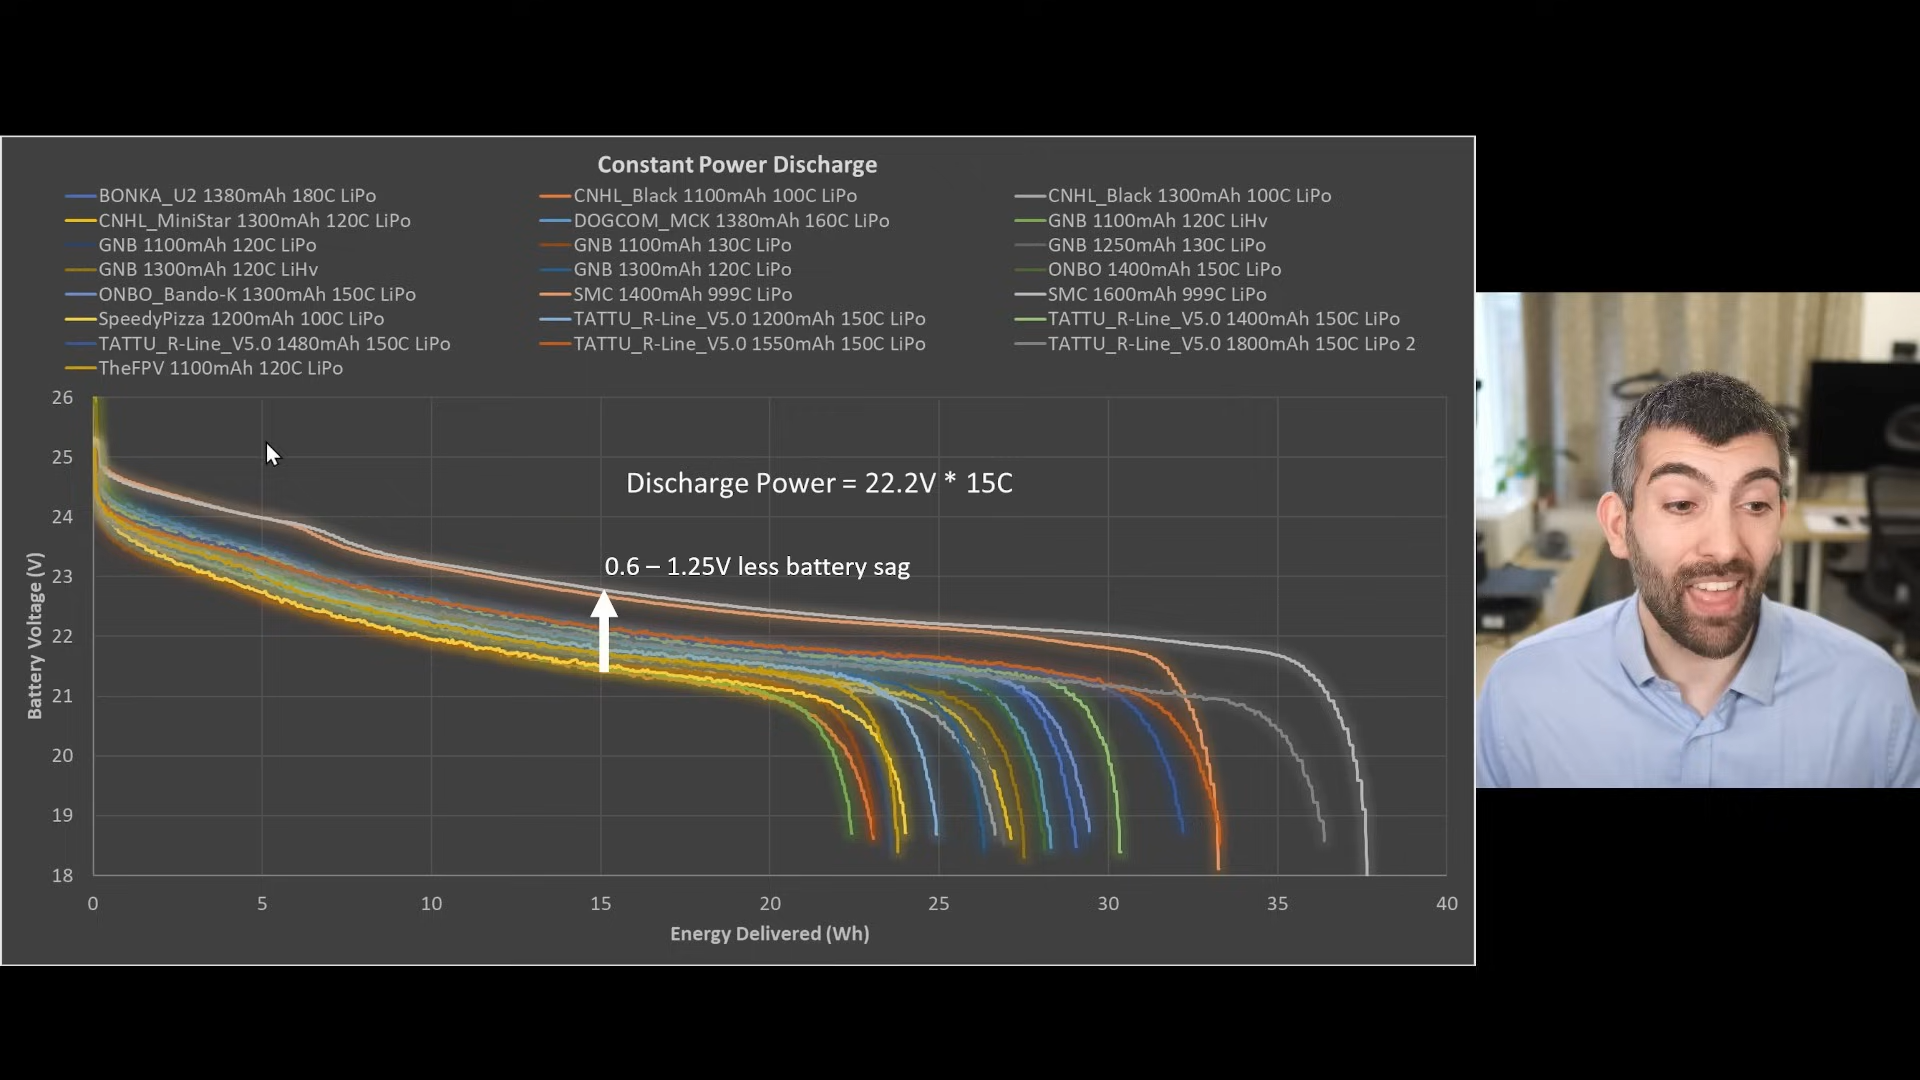 Constant Power Discharge
BONKA_U2 1380mAh 180C LiPo
CNHL_Black 1100mAh 100C LiPo
CNHL_Black 1300mAh 100C LiPo
CNHL_MiniStar 1300mAh 120C LiPo
DOGCOM_MCK 1380mAh 160C LiPo
GNB 1100mAh 120C LiHv
GNB 1100mAh 120C LiPo
GNB 1100mAh 130C LiPo
GNB 1250mAh 130C LiPo
GNB 1300mAh 120C LiHv
GNB 1300mAh 120C LiPo
ONBO 1400mAh 150C LiPo
ONBO_Bando-K 1300mAh 150C LiPo
SMC 1400mAh 999C LiPo
SMC 1600mAh 999C LiPo
SpeedyPizza 1200mAh 100C LiPo
TATTU_R-Line_V5.0 1200mAh 150C LiPo
TATTU_R-Line_V5.0 1400mAh 150C LiPo
TATTU_R-Line_V5.0 1480mAh 150C LiPo
TATTU_R-Line_V5.0 1550mAh 150C LiPo
TATTU_R-Line_V5.0 1800mAh 150C LiPo 2
TheFPV 1100mAh 120C LiPo
26
25
24
23
22
21
20
19
18
Battery Voltage (V)
Discharge Power = 22.2V * 15C
0.6 – 1.25V less battery sag
0 5 10 15 20 25 30 35 40
Energy Delivered (Wh)